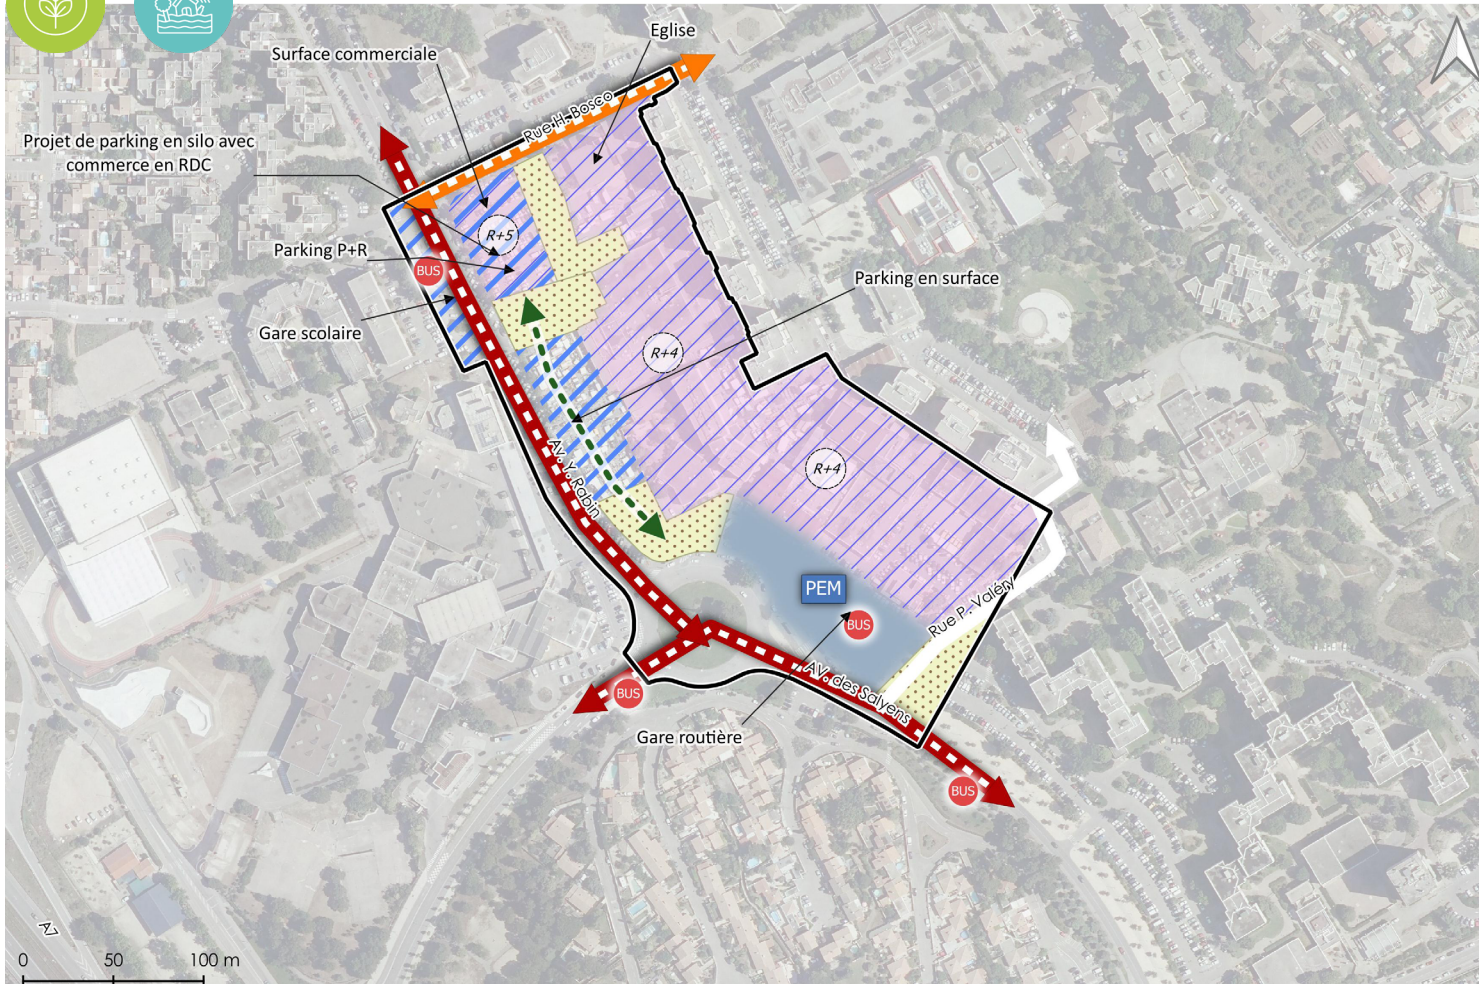 Eglise
Surface commerciale
Rue H. Bosco
Projet de parking en silo avec
commerce en RDC
R+5
Parking P+R
BUS
Parking en surface
Gare scolaire
R+4
R+4
Av. Y. Rabin
PEM
Rue P. Valéry
BUS
AV. des Salyens
BUS
Gare routière
BUS
A7
0 50 100 m